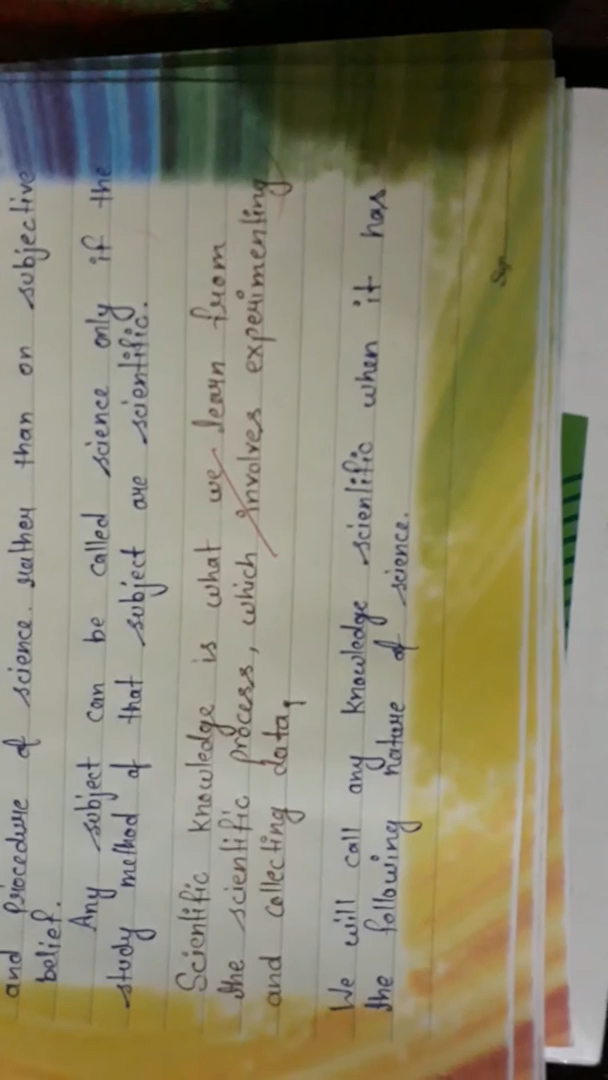 and procedure of science rather than on subjective
belief.
Any subject can be called science only if the
study method of that subject are scientific.
Scientific knowledge is what we learn from
the scientific process, which involves experimenting
and collecting data,
We will call any knowledge scientific when it has
the following nature of science.